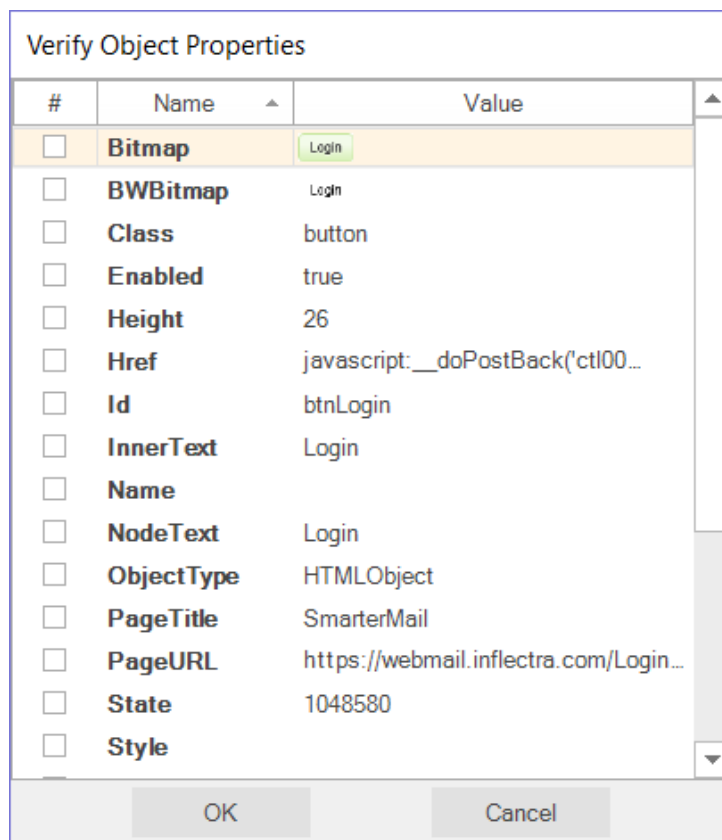 Verify Object Properties
# Name Value
Bitmap Login
BWBitmap Login
Class button
Enabled true
Height 26
Href javascript:__doPostBack('ctl00...
Id btnLogin
InnerText Login
Name
NodeText Login
ObjectType HTMLObject
PageTitle SmarterMail
PageURL https://webmail.inflectra.com/Login...
State 1048580
Style
OK Cancel